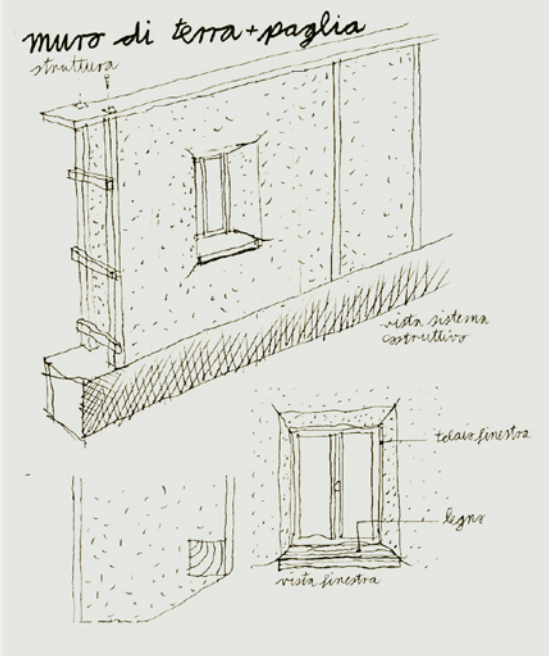 muro di terra+paglia
struttura
vista sistema
costruttivo
telaio finestra
legno
vista finestra